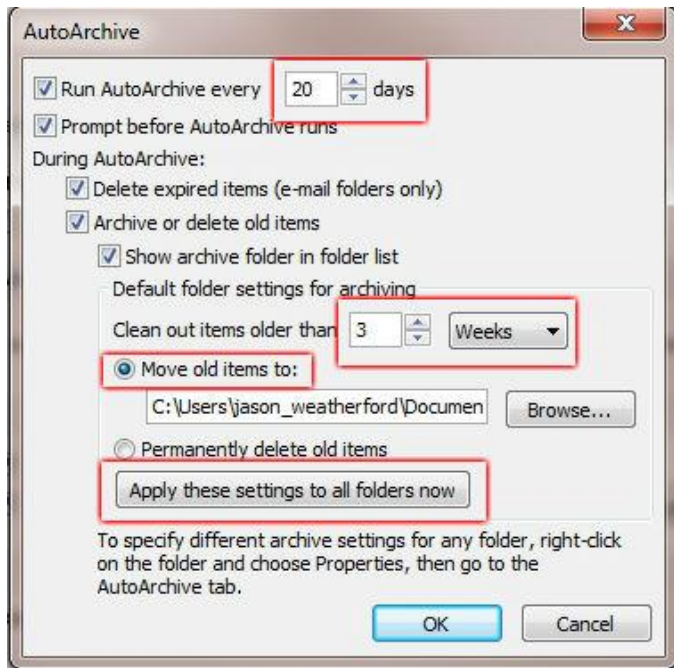 AutoArchive
Run AutoArchive every 20 days
Prompt before AutoArchive runs
During AutoArchive:
Delete expired items (e-mail folders only)
Archive or delete old items
Show archive folder in folder list
Default folder settings for archiving
Clean out items older than 3 Weeks
Move old items to:
C:\Users\jason_weatherford\Documen Browse...
Permanently delete old items
Apply these settings to all folders now
To specify different archive settings for any folder, right-click
on the folder and choose Properties, then go to the
AutoArchive tab.
OK Cancel